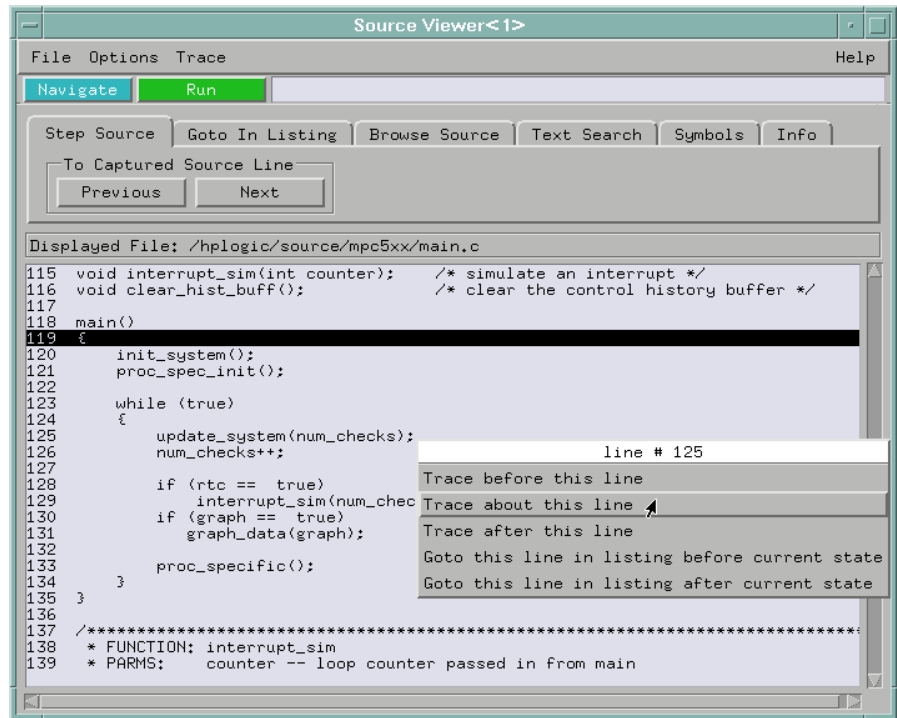 Source Viewer<1>
File Options Trace Help
Navigate Run
Step Source Goto In Listing Browse Source Text Search Symbols Info
To Captured Source Line
Previous Next
Displayed File: /hplogic/source/mpc5xx/main.c
115 void interrupt_sim(int counter); /* simulate an interrupt */
116 void clear_hist_buff(); /* clear the control history buffer */
117
118 main()
119 {
120 init_system();
121 proc_spec_init();
122
123 while (true)
124 {
125 update_system(num_checks);
126 num_checks++;
127
128 if (rtc == true)
129 interrupt_sim(num_chec
130 if (graph == true)
131 graph_data(graph);
132
133 proc_specific();
134 }
135 }
136
137 /*****************************************************************************
138 * FUNCTION: interrupt_sim
139 * PARMS: counter -- loop counter passed in from main
line # 125
Trace before this line
Trace about this line
Trace after this line
Goto this line in listing before current state
Goto this line in listing after current state